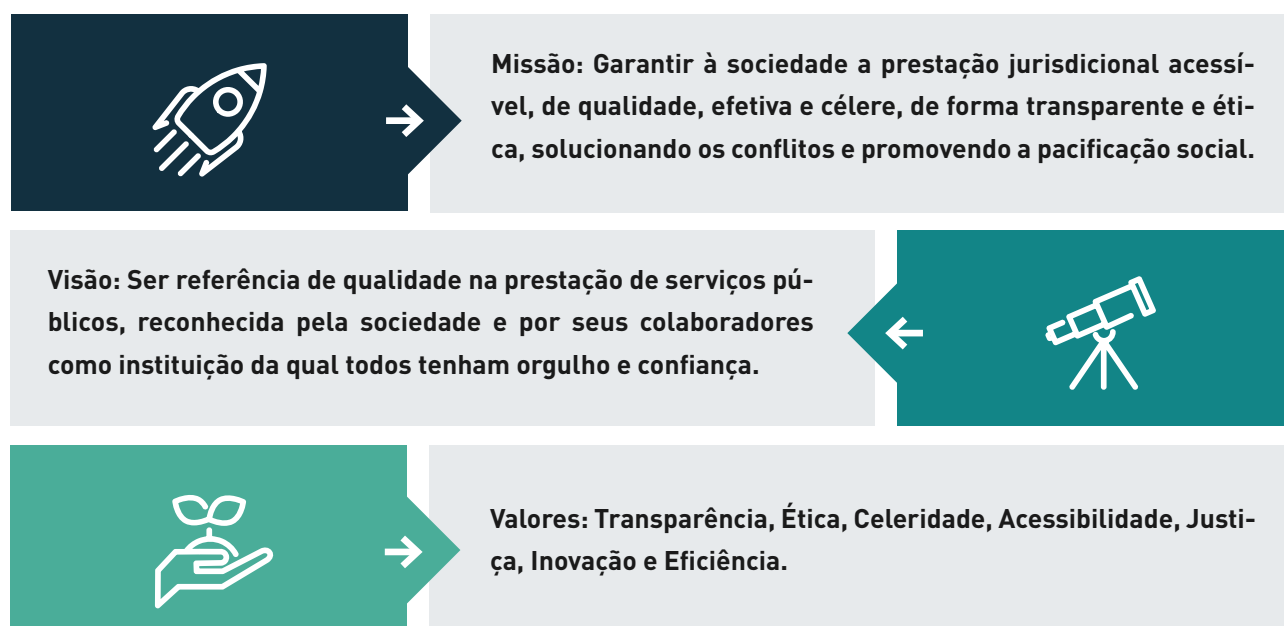 Missão: Garantir à sociedade a prestação jurisdicional acessí-
vel, de qualidade, efetiva e célere, de forma transparente e éti-
ca, solucionando os conflitos e promovendo a pacificação social.
Visão: Ser referência de qualidade na prestação de serviços pú-
blicos, reconhecida pela sociedade e por seus colaboradores
como instituição da qual todos tenham orgulho e confiança.
Valores: Transparência, Ética, Celeridade, Acessibilidade, Justi-
ça, Inovação e Eficiência.